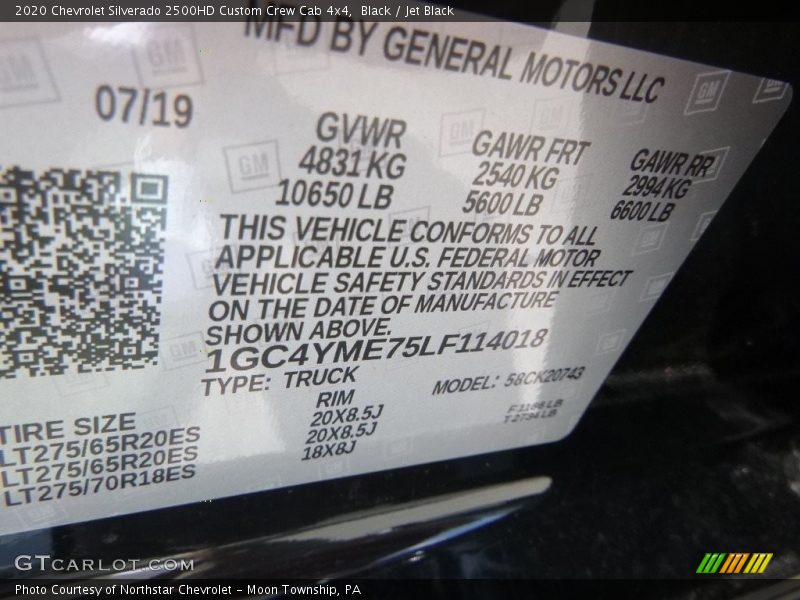 2020 Chevrolet Silverado 2500HD Custom Crew Cab 4x4,  Black / Jet Black
MFD BY GENERAL MOTORS LLC
07/19
GVWR
4831 KG
10650 LB
GAWR FRT
2540 KG
5600 LB
GAWR RR
2994 KG
6600 LB
THIS VEHICLE CONFORMS TO ALL
APPLICABLE U.S. FEDERAL MOTOR
VEHICLE SAFETY STANDARDS IN EFFECT
ON THE DATE OF MANUFACTURE
SHOWN ABOVE.
1GC4YME75LF114018
TYPE: TRUCK
MODEL: 58CK20743
TIRE SIZE
LT275/65R20ES
LT275/65R20ES
LT275/70R18ES
RIM
20X8.5J
20X8.5J
18X8J
GTCARLOT.COM
Photo Courtesy of Northstar Chevrolet – Moon Township, PA